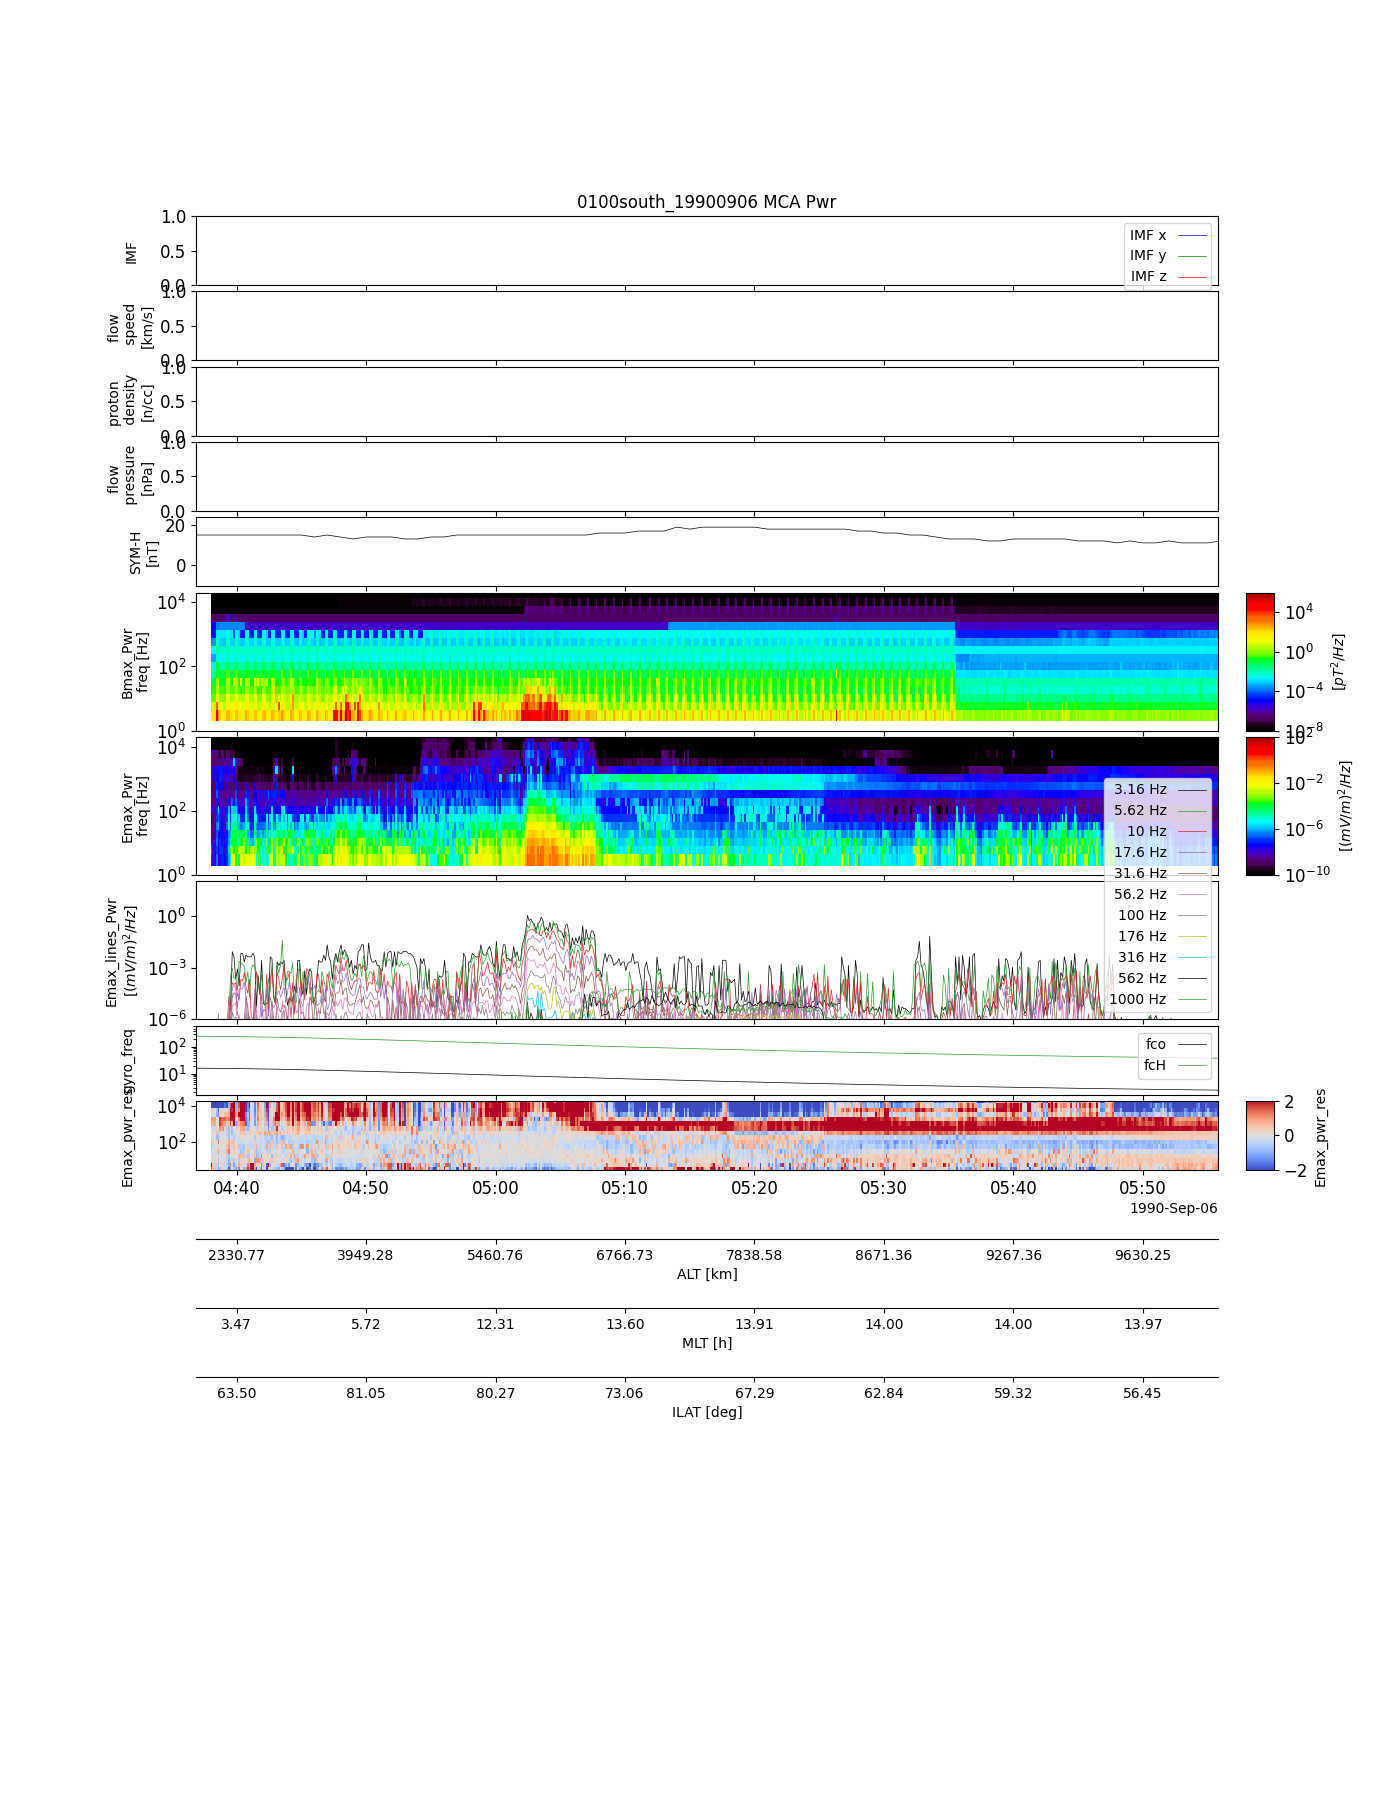 0100south_19900906 MCA Pwr
1.0
0.5
0.0
IMF
IMF x
IMF y
IMF z
1.0
0.5
0.0
flow
speed
[km/s]
1.0
0.5
0.0
proton
density
[n/cc]
1.0
0.5
0.0
flow
pressure
[nPa]
20
0
SYM-H
[nT]
10^4
10^2
10^0
Bmax_Pwr
freq [Hz]
10^4
10^0
10^-4
10^-8
[pT^2/Hz]
10^4
10^2
10^0
Emax_Pwr
freq [Hz]
10^2
10^-2
10^-6
10^-10
[(mV/m)^2/Hz]
3.16 Hz
5.62 Hz
10 Hz
17.6 Hz
31.6 Hz
56.2 Hz
100 Hz
176 Hz
316 Hz
562 Hz
1000 Hz
10^0
10^-3
10^-6
Emax_lines_Pwr
[(mV/m)^2/Hz]
10^2
10^1
gyro_freq
fco
fcH
10^4
10^2
Emax_pwr_res
2
0
−2
Emax_pwr_res
04:40 04:50 05:00 05:10 05:20 05:30 05:40 05:50
1990-Sep-06
2330.77 3949.28 5460.76 6766.73 7838.58 8671.36 9267.36 9630.25
ALT [km]
3.47 5.72 12.31 13.60 13.91 14.00 14.00 13.97
MLT [h]
63.50 81.05 80.27 73.06 67.29 62.84 59.32 56.45
ILAT [deg]